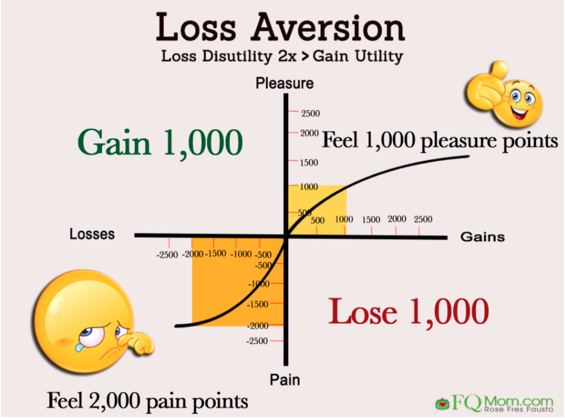 Loss Aversion
Loss Disutility 2x > Gain Utility
Pleasure
2500
2000
1500
1000
500
Gain 1,000
Feel 1,000 pleasure points
500 1000 1500 2000 2500
Losses
Gains
-2500 -2000 -1500 -1000 -500
-500
-1000
-1500
-2000
-2500
Lose 1,000
Pain
Feel 2,000 pain points
FQMom.com
Rose Fres Fausto